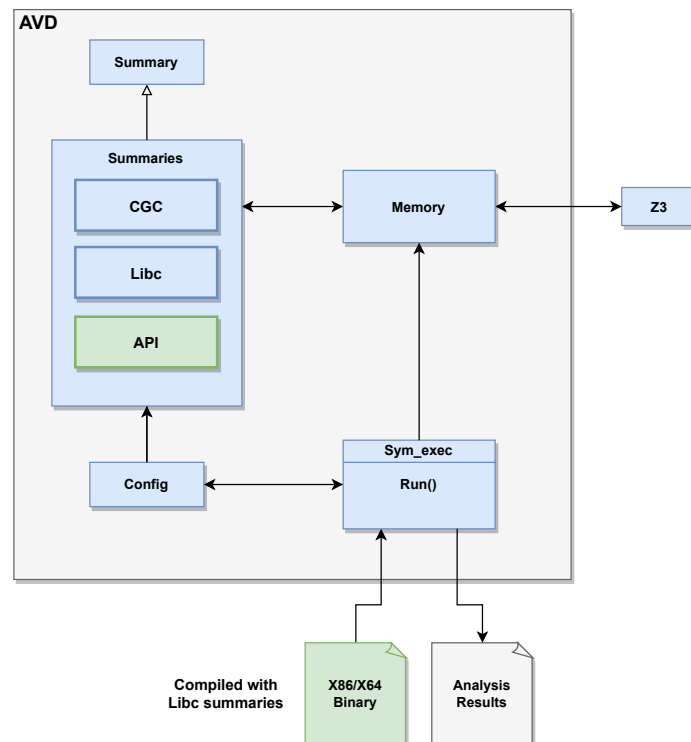 AVD
Summary
Summaries
CGC
Libc
API
Memory
Z3
Config
Sym_exec
Run()
Compiled with
Libc summaries
X86/X64
Binary
Analysis
Results